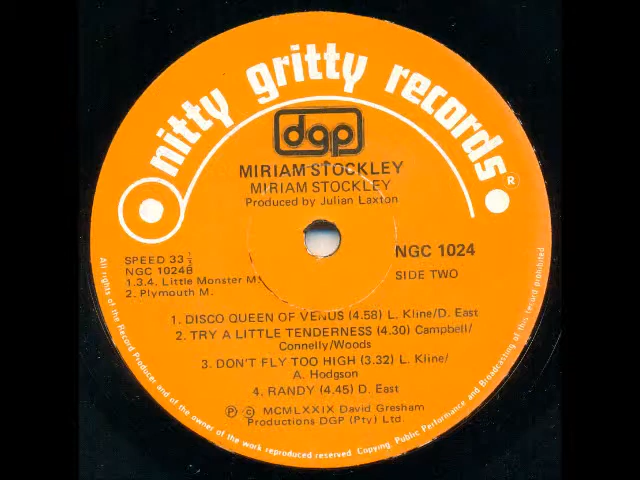 nitty gritty records
®
dgp
MIRIAM STOCKLEY
MIRIAM STOCKLEY
Produced by Julian Laxton
SPEED 33⅓
NGC 1024B
1.3.4. Little Monster M.
2. Plymouth M.
NGC 1024
SIDE TWO
1. DISCO QUEEN OF VENUS (4.58) L. Kline/D. East
2. TRY A LITTLE TENDERNESS (4.30) Campbell/
Connelly/Woods
3. DON'T FLY TOO HIGH (3.32) L. Kline/
A. Hodgson
4. RANDY (4.45) D. East
Ⓟ © MCMLXXIX David Gresham
Productions DGP (Pty) Ltd.
All rights of the Record Producer and of the owner of the work reproduced reserved Copying, Public Performance and Broadcasting of this record prohibited